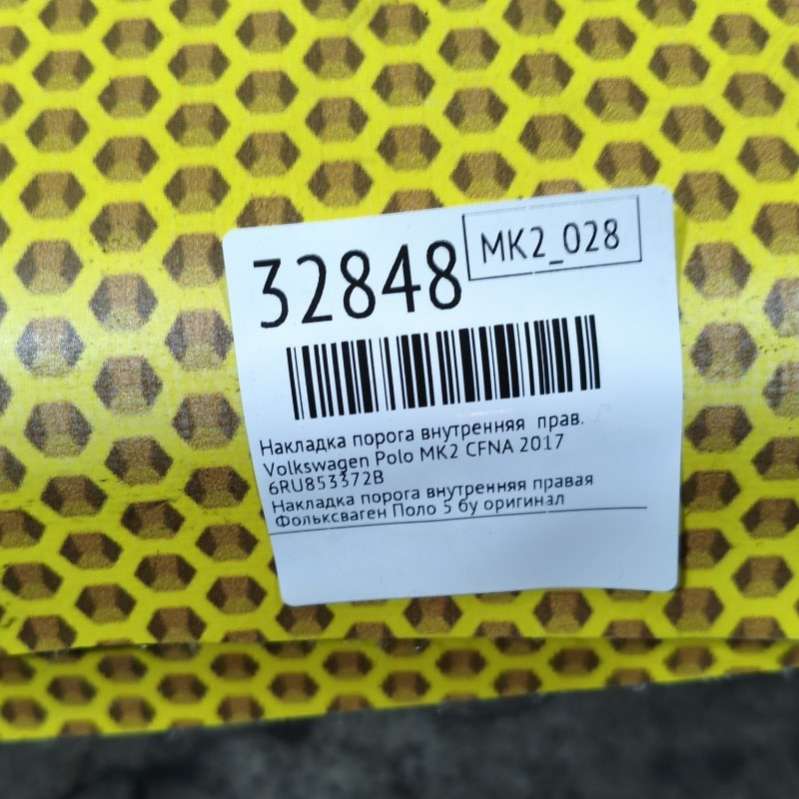 32848
MK2_028
Накладка порога внутренняя прав.
Volkswagen Polo MK2 CFNA 2017
6RU853372B
Накладка порога внутренняя правая
Фольксваген Поло 5 бу оригинал